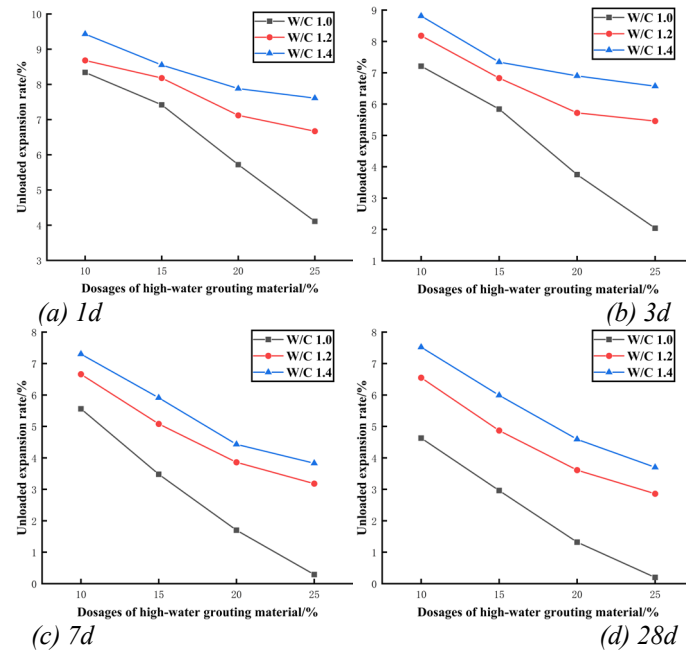 10
9
8
7
6
5
4
3
Unloaded expansion rate/%
W/C 1.0
W/C 1.2
W/C 1.4
10 15 20 25
Dosages of high-water grouting material/%
(a) 1d
9
8
7
6
5
4
3
2
1
Unloaded expansion rate/%
W/C 1.0
W/C 1.2
W/C 1.4
10 15 20 25
Dosages of high-water grouting material/%
(b) 3d
8
7
6
5
4
3
2
1
0
Unloaded expansion rate/%
W/C 1.0
W/C 1.2
W/C 1.4
10 15 20 25
Dosages of high-water grouting material/%
(c) 7d
8
7
6
5
4
3
2
1
0
Unloaded expansion rate/%
W/C 1.0
W/C 1.2
W/C 1.4
10 15 20 25
Dosages of high-water grouting material/%
(d) 28d